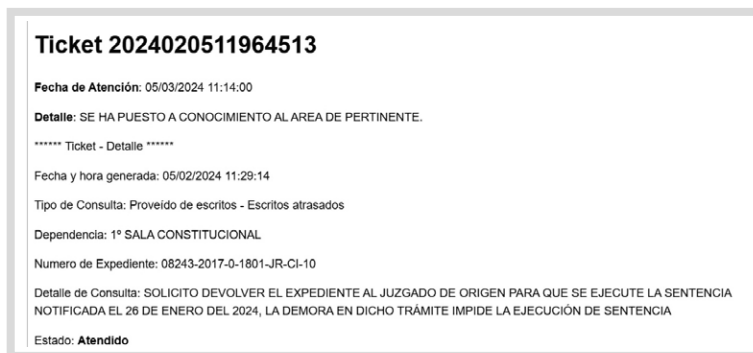 Ticket 2024020511964513
Fecha de Atención: 05/03/2024 11:14:00
Detalle: SE HA PUESTO A CONOCIMIENTO AL AREA DE PERTINENTE.
****** Ticket - Detalle ******
Fecha y hora generada: 05/02/2024 11:29:14
Tipo de Consulta: Proveído de escritos - Escritos atrasados
Dependencia: 1º SALA CONSTITUCIONAL
Numero de Expediente: 08243-2017-0-1801-JR-CI-10
Detalle de Consulta: SOLICITO DEVOLVER EL EXPEDIENTE AL JUZGADO DE ORIGEN PARA QUE SE EJECUTE LA SENTENCIA
NOTIFICADA EL 26 DE ENERO DEL 2024, LA DEMORA EN DICHO TRÁMITE IMPIDE LA EJECUCIÓN DE SENTENCIA
Estado: Atendido